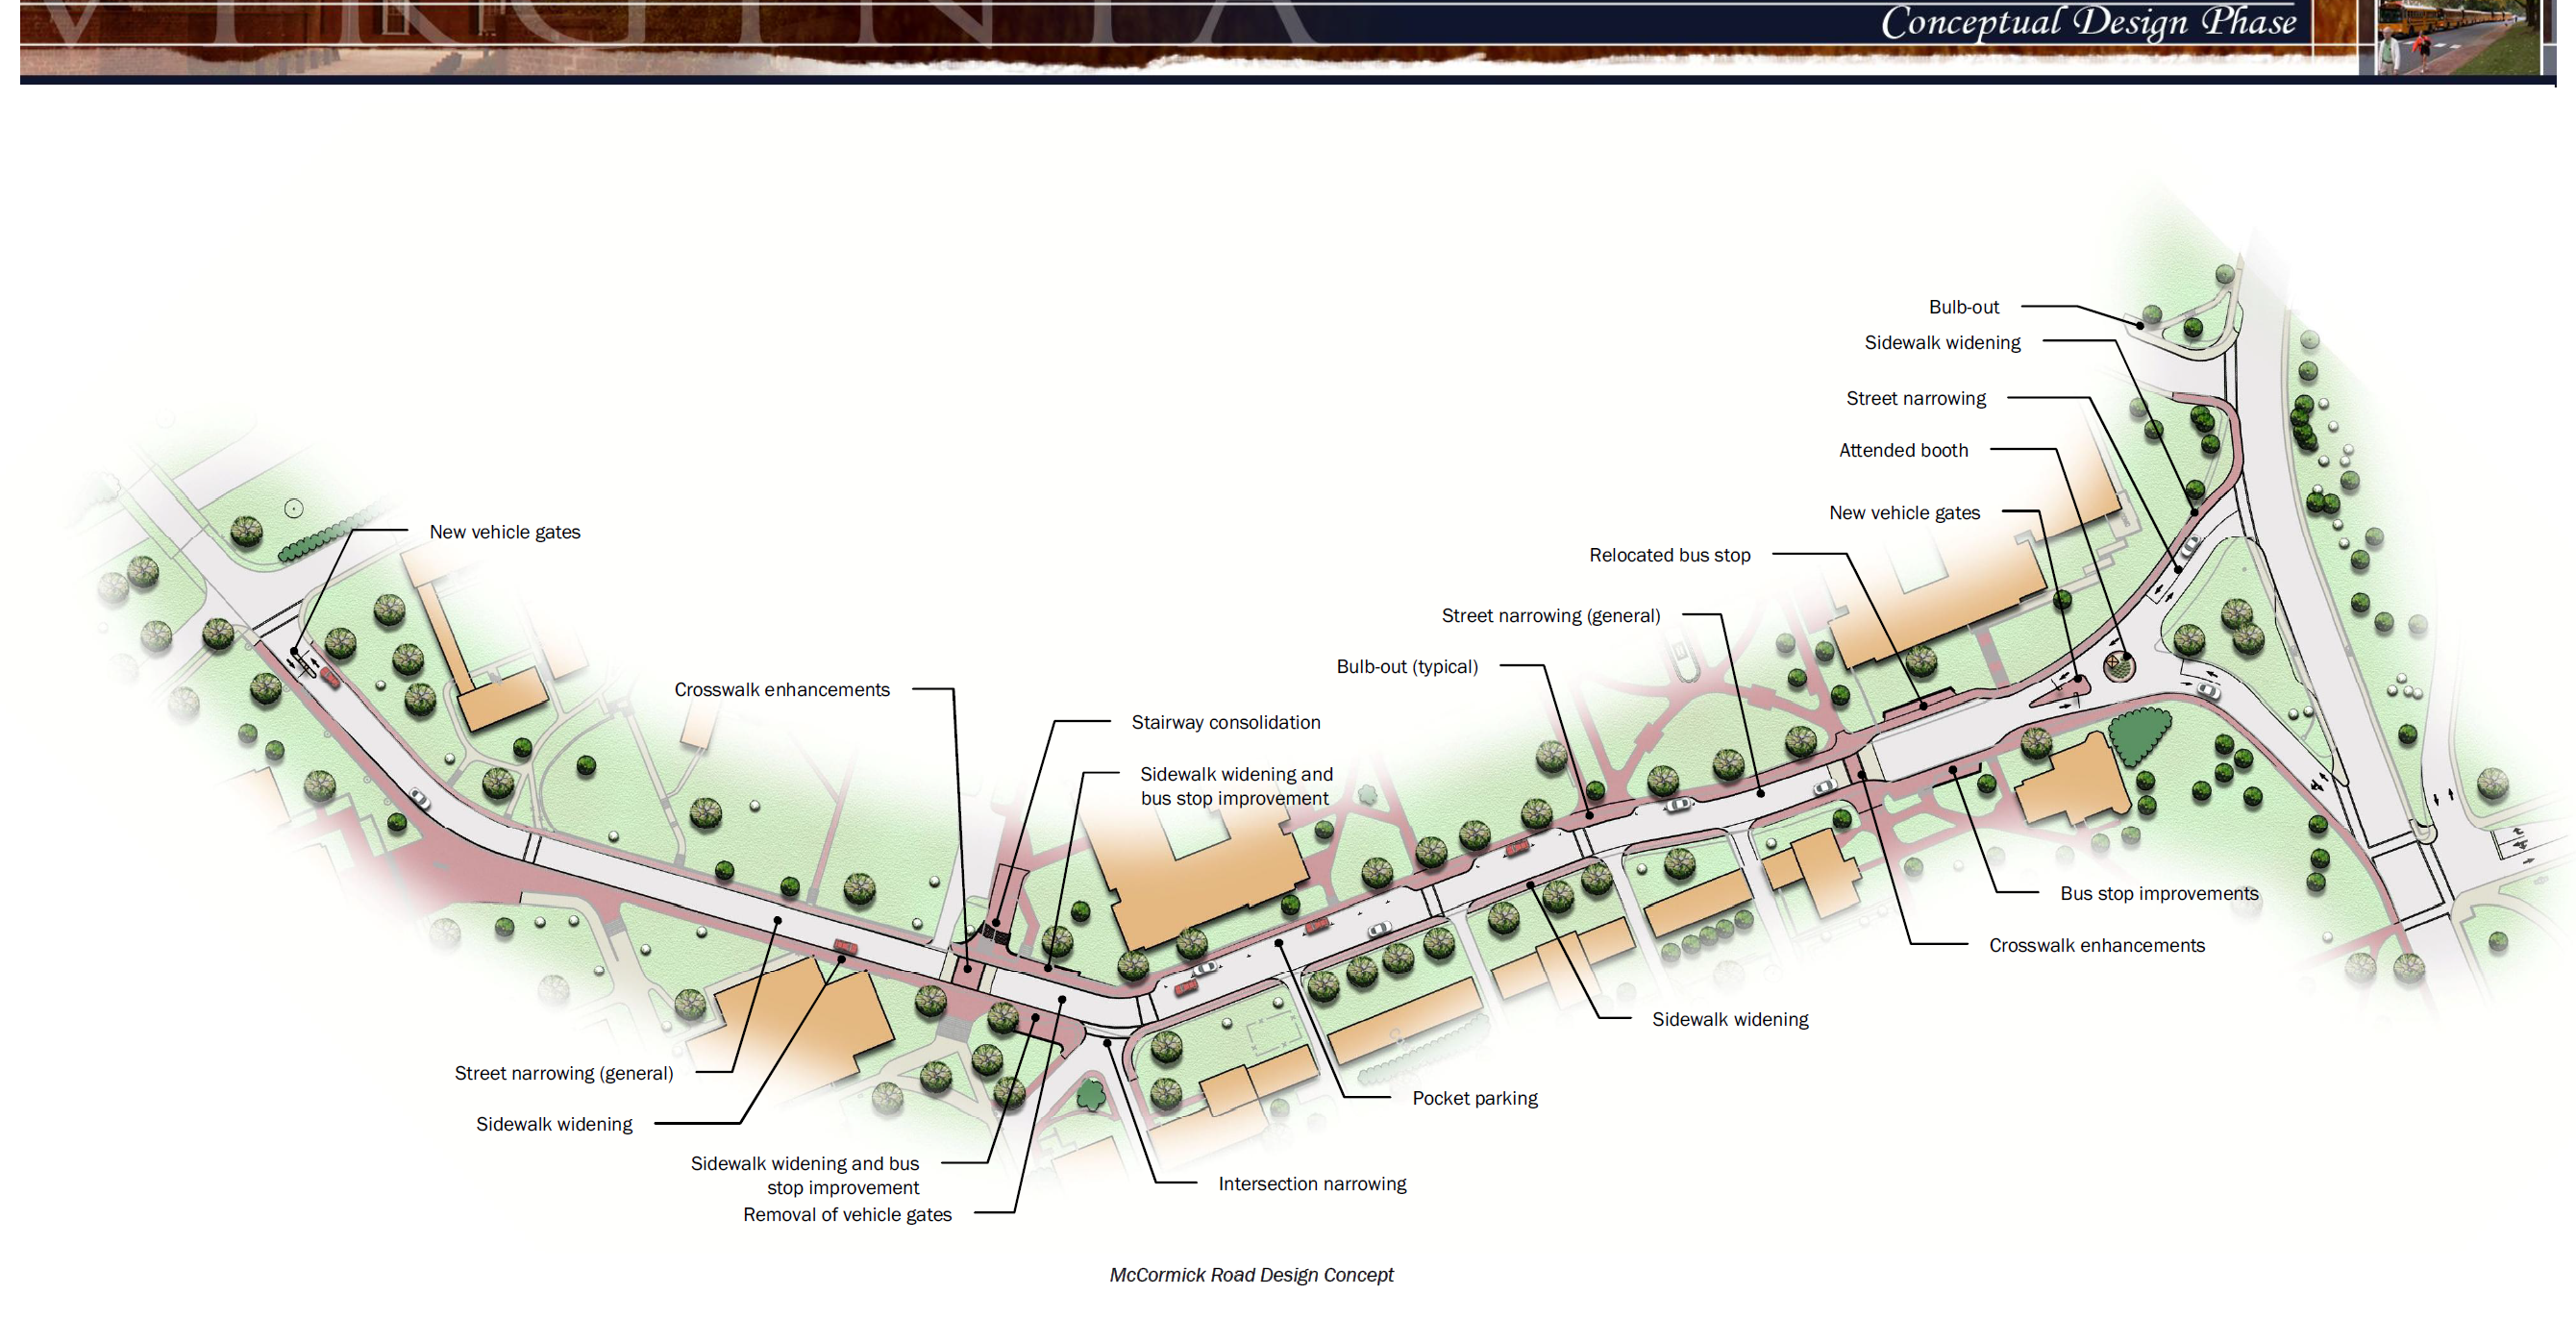 VIRGINIA
Conceptual Design Phase
Bulb-out
Sidewalk widening
Street narrowing
Attended booth
New vehicle gates
New vehicle gates
Relocated bus stop
Street narrowing (general)
Bulb-out (typical)
Crosswalk enhancements
Stairway consolidation
Sidewalk widening and
bus stop improvement
Bus stop improvements
Crosswalk enhancements
Sidewalk widening
Street narrowing (general)
Pocket parking
Sidewalk widening
Sidewalk widening and bus
stop improvement
Intersection narrowing
Removal of vehicle gates
McCormick Road Design Concept